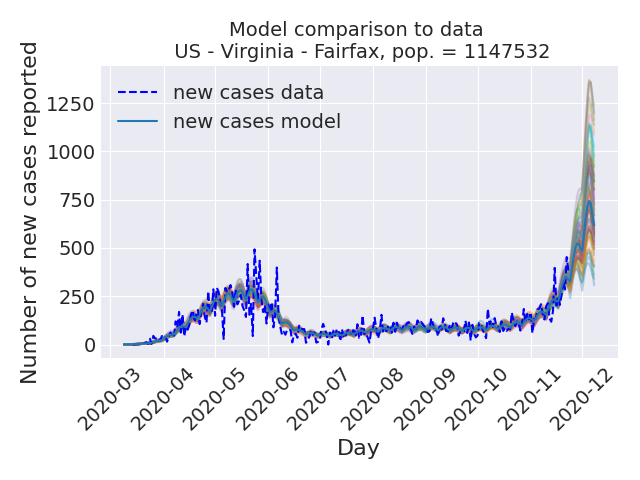 Model comparison to data
US - Virginia - Fairfax, pop. = 1147532
new cases data
new cases model
Number of new cases reported
1250
1000
750
500
250
0
2020-03
2020-04
2020-05
2020-06
2020-07
2020-08
2020-09
2020-10
2020-11
2020-12
Day